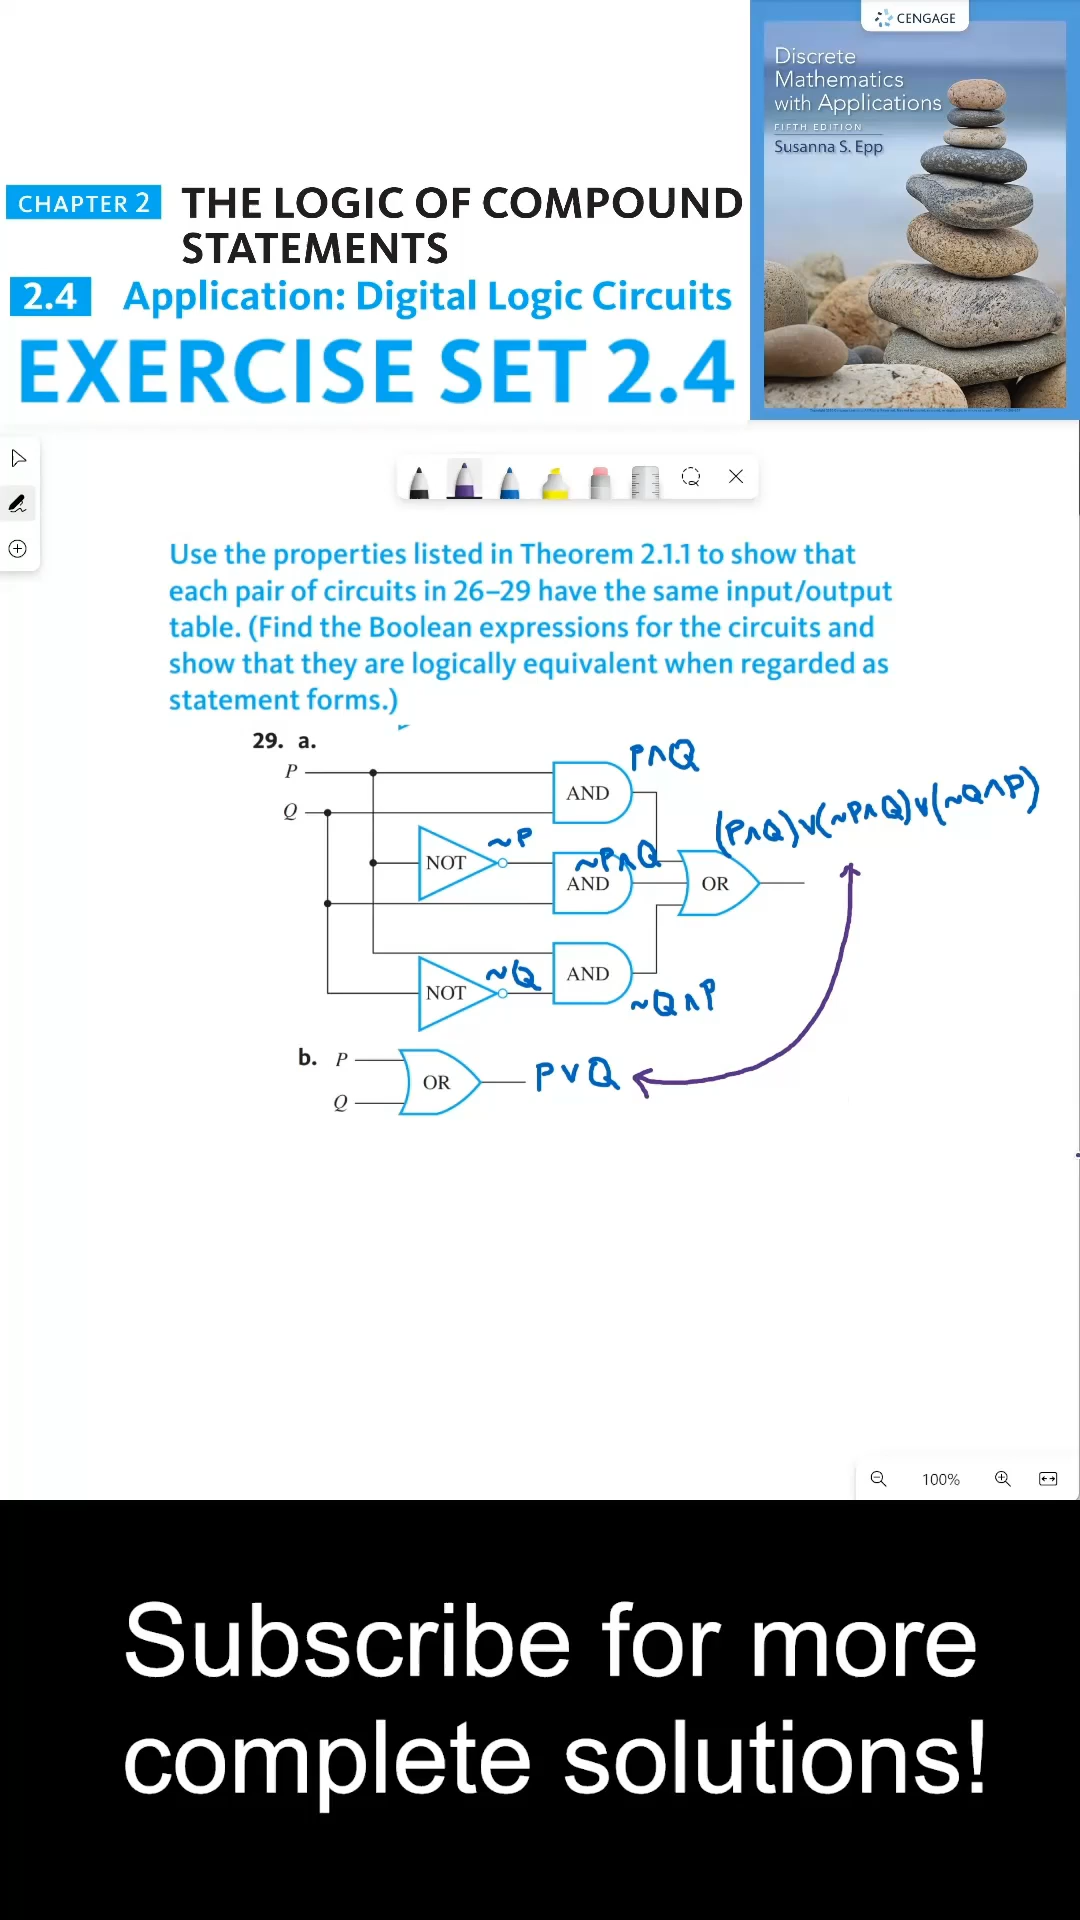 CENGAGE
Discrete
Mathematics
with Applications
FIFTH EDITION
Susanna S. Epp
CHAPTER 2 THE LOGIC OF COMPOUND
STATEMENTS
2.4 Application: Digital Logic Circuits
EXERCISE SET 2.4
Use the properties listed in Theorem 2.1.1 to show that
each pair of circuits in 26–29 have the same input/output
table. (Find the Boolean expressions for the circuits and
show that they are logically equivalent when regarded as
statement forms.)
29. a.
P
Q
AND
P∧Q
(P∧Q)∨(~P∧Q)∨(~Q∧P)
NOT
~P
~P∧Q
AND
OR
NOT
~Q
AND
~Q∧P
b. P
Q
OR
P∨Q
100%
Subscribe for more
complete solutions!